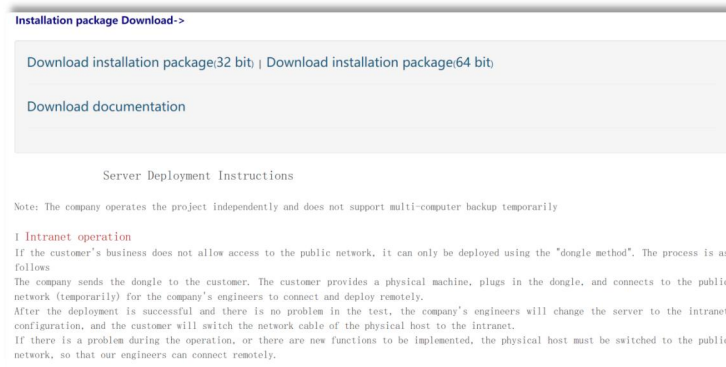 Installation package Download->
Download installation package(32 bit) | Download installation package(64 bit)
Download documentation
Server Deployment Instructions
Note: The company operates the project independently and does not support multi-computer backup temporarily
1 Intranet operation
If the customer's business does not allow access to the public network, it can only be deployed using the "dongle method". The process is as
follows
The company sends the dongle to the customer. The customer provides a physical machine, plugs in the dongle, and connects to the public
network (temporarily) for the company's engineers to connect and deploy remotely.
After the deployment is successful and there is no problem in the test, the company's engineers will change the server to the intranet
configuration, and the customer will switch the network cable of the physical host to the intranet.
If there is a problem during the operation, or there are new functions to be implemented, the physical host must be switched to the public
network, so that our engineers can connect remotely.